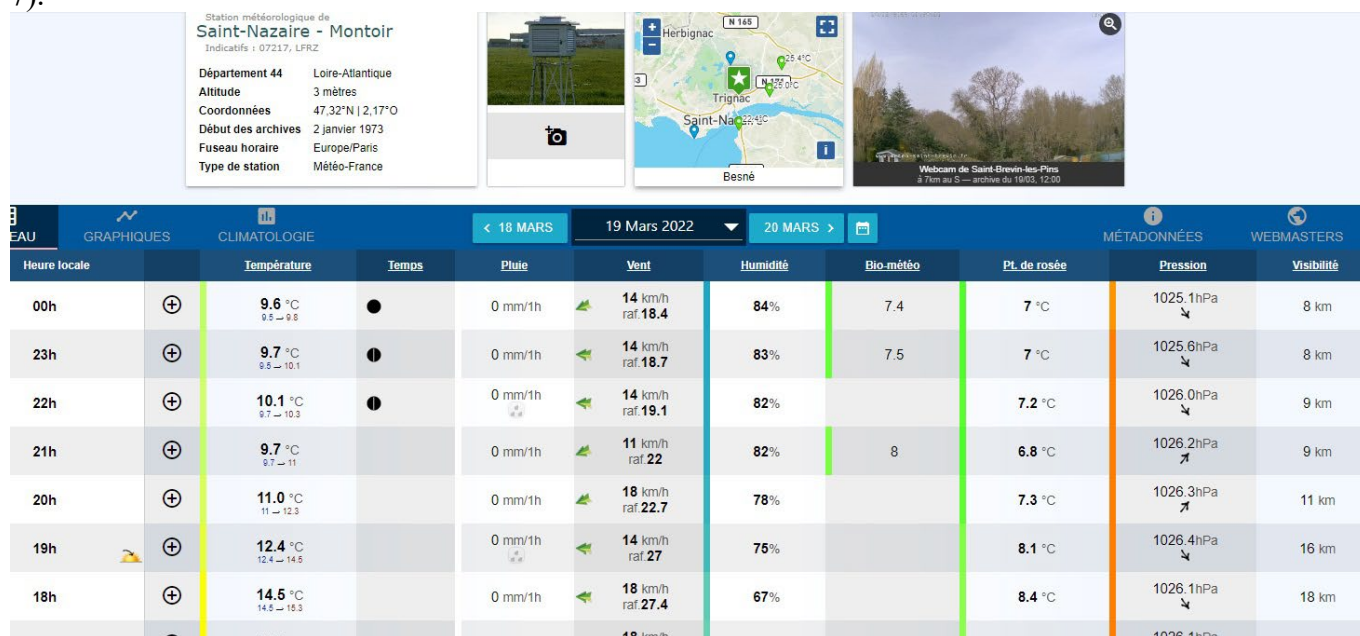 7).
Station météorologique de
Saint-Nazaire - Montoir
Indicatifs : 07217, LFRZ
Département 44 Loire-Atlantique
Altitude 3 mètres
Coordonnées 47,32°N | 2,17°O
Début des archives 2 janvier 1973
Fuseau horaire Europe/Paris
Type de station Météo-France
+
−
Herbignac
N 165
25.4°C
3
N 171
25.0°C
Trignac
22.4°C
i
Besné
Webcam de Saint-Brevin-les-Pins
à 7km au S — archive du 19/03, 12:00
EAU GRAPHIQUES CLIMATOLOGIE < 18 MARS 19 Mars 2022 20 MARS > MÉTADONNÉES WEBMASTERS
Heure locale Température Temps Pluie Vent Humidité Bio-météo Pt. de rosée Pression Visibilité
00h 9.6 °C 0 mm/1h 14 km/h 84% 7.4 7 °C 1025.1hPa 8 km
9.5 → 9.8 raf.18.4
23h 9.7 °C 0 mm/1h 14 km/h 83% 7.5 7 °C 1025.6hPa 8 km
9.5 → 10.1 raf.18.7
22h 10.1 °C 0 mm/1h 14 km/h 82% 7.2 °C 1026.0hPa 9 km
9.7 → 10.3 raf.19.1
21h 9.7 °C 0 mm/1h 11 km/h 82% 8 6.8 °C 1026.2hPa 9 km
9.7 → 11 raf.22
20h 11.0 °C 0 mm/1h 18 km/h 78% 7.3 °C 1026.3hPa 11 km
11 → 12.3 raf.22.7
19h 12.4 °C 0 mm/1h 14 km/h 75% 8.1 °C 1026.4hPa 16 km
12.4 → 14.5 raf.27
18h 14.5 °C 0 mm/1h 18 km/h 67% 8.4 °C 1026.1hPa 18 km
14.5 → 15.3 raf.27.4